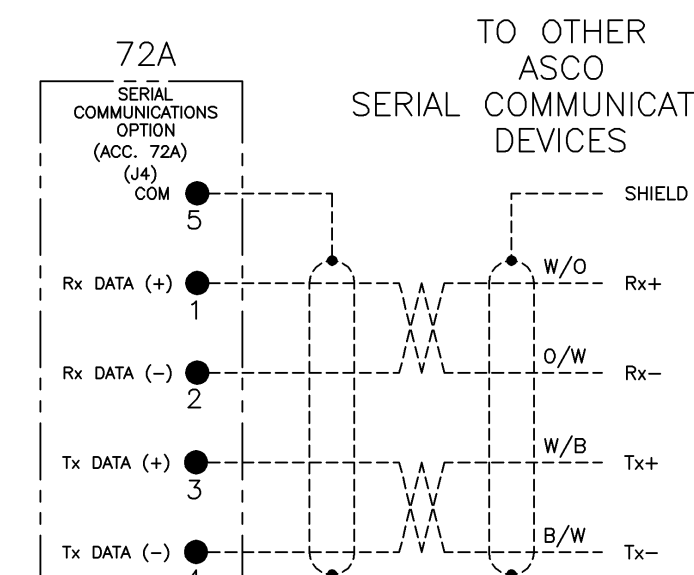 TO OTHER
ASCO
SERIAL COMMUNICAT
DEVICES
72A
SERIAL
COMMUNICATIONS
OPTION
(ACC. 72A)
(J4)
COM
5
SHIELD
W/O
Rx DATA (+)
1
Rx+
O/W
Rx DATA (-)
2
Rx-
W/B
Tx DATA (+)
3
Tx+
B/W
Tx DATA (-)
Tx-